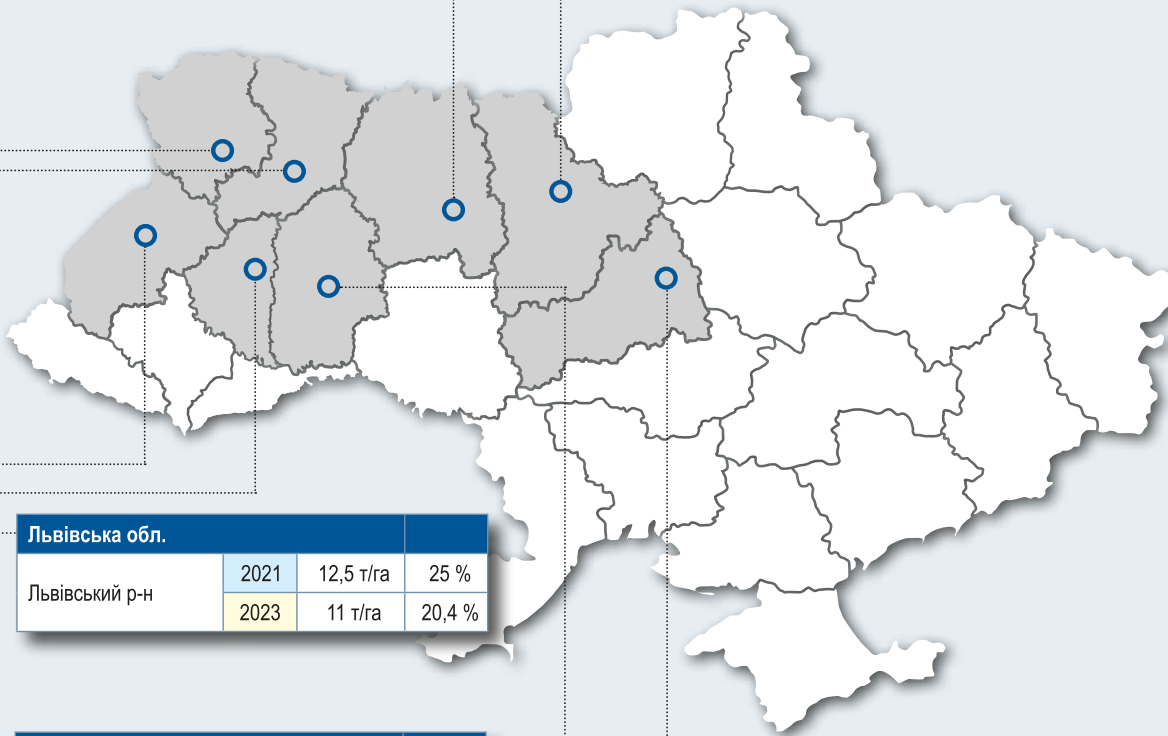 Львівська обл.
Львівський р-н
2021 12,5 т/га 25 %
2023 11 т/га 20,4 %